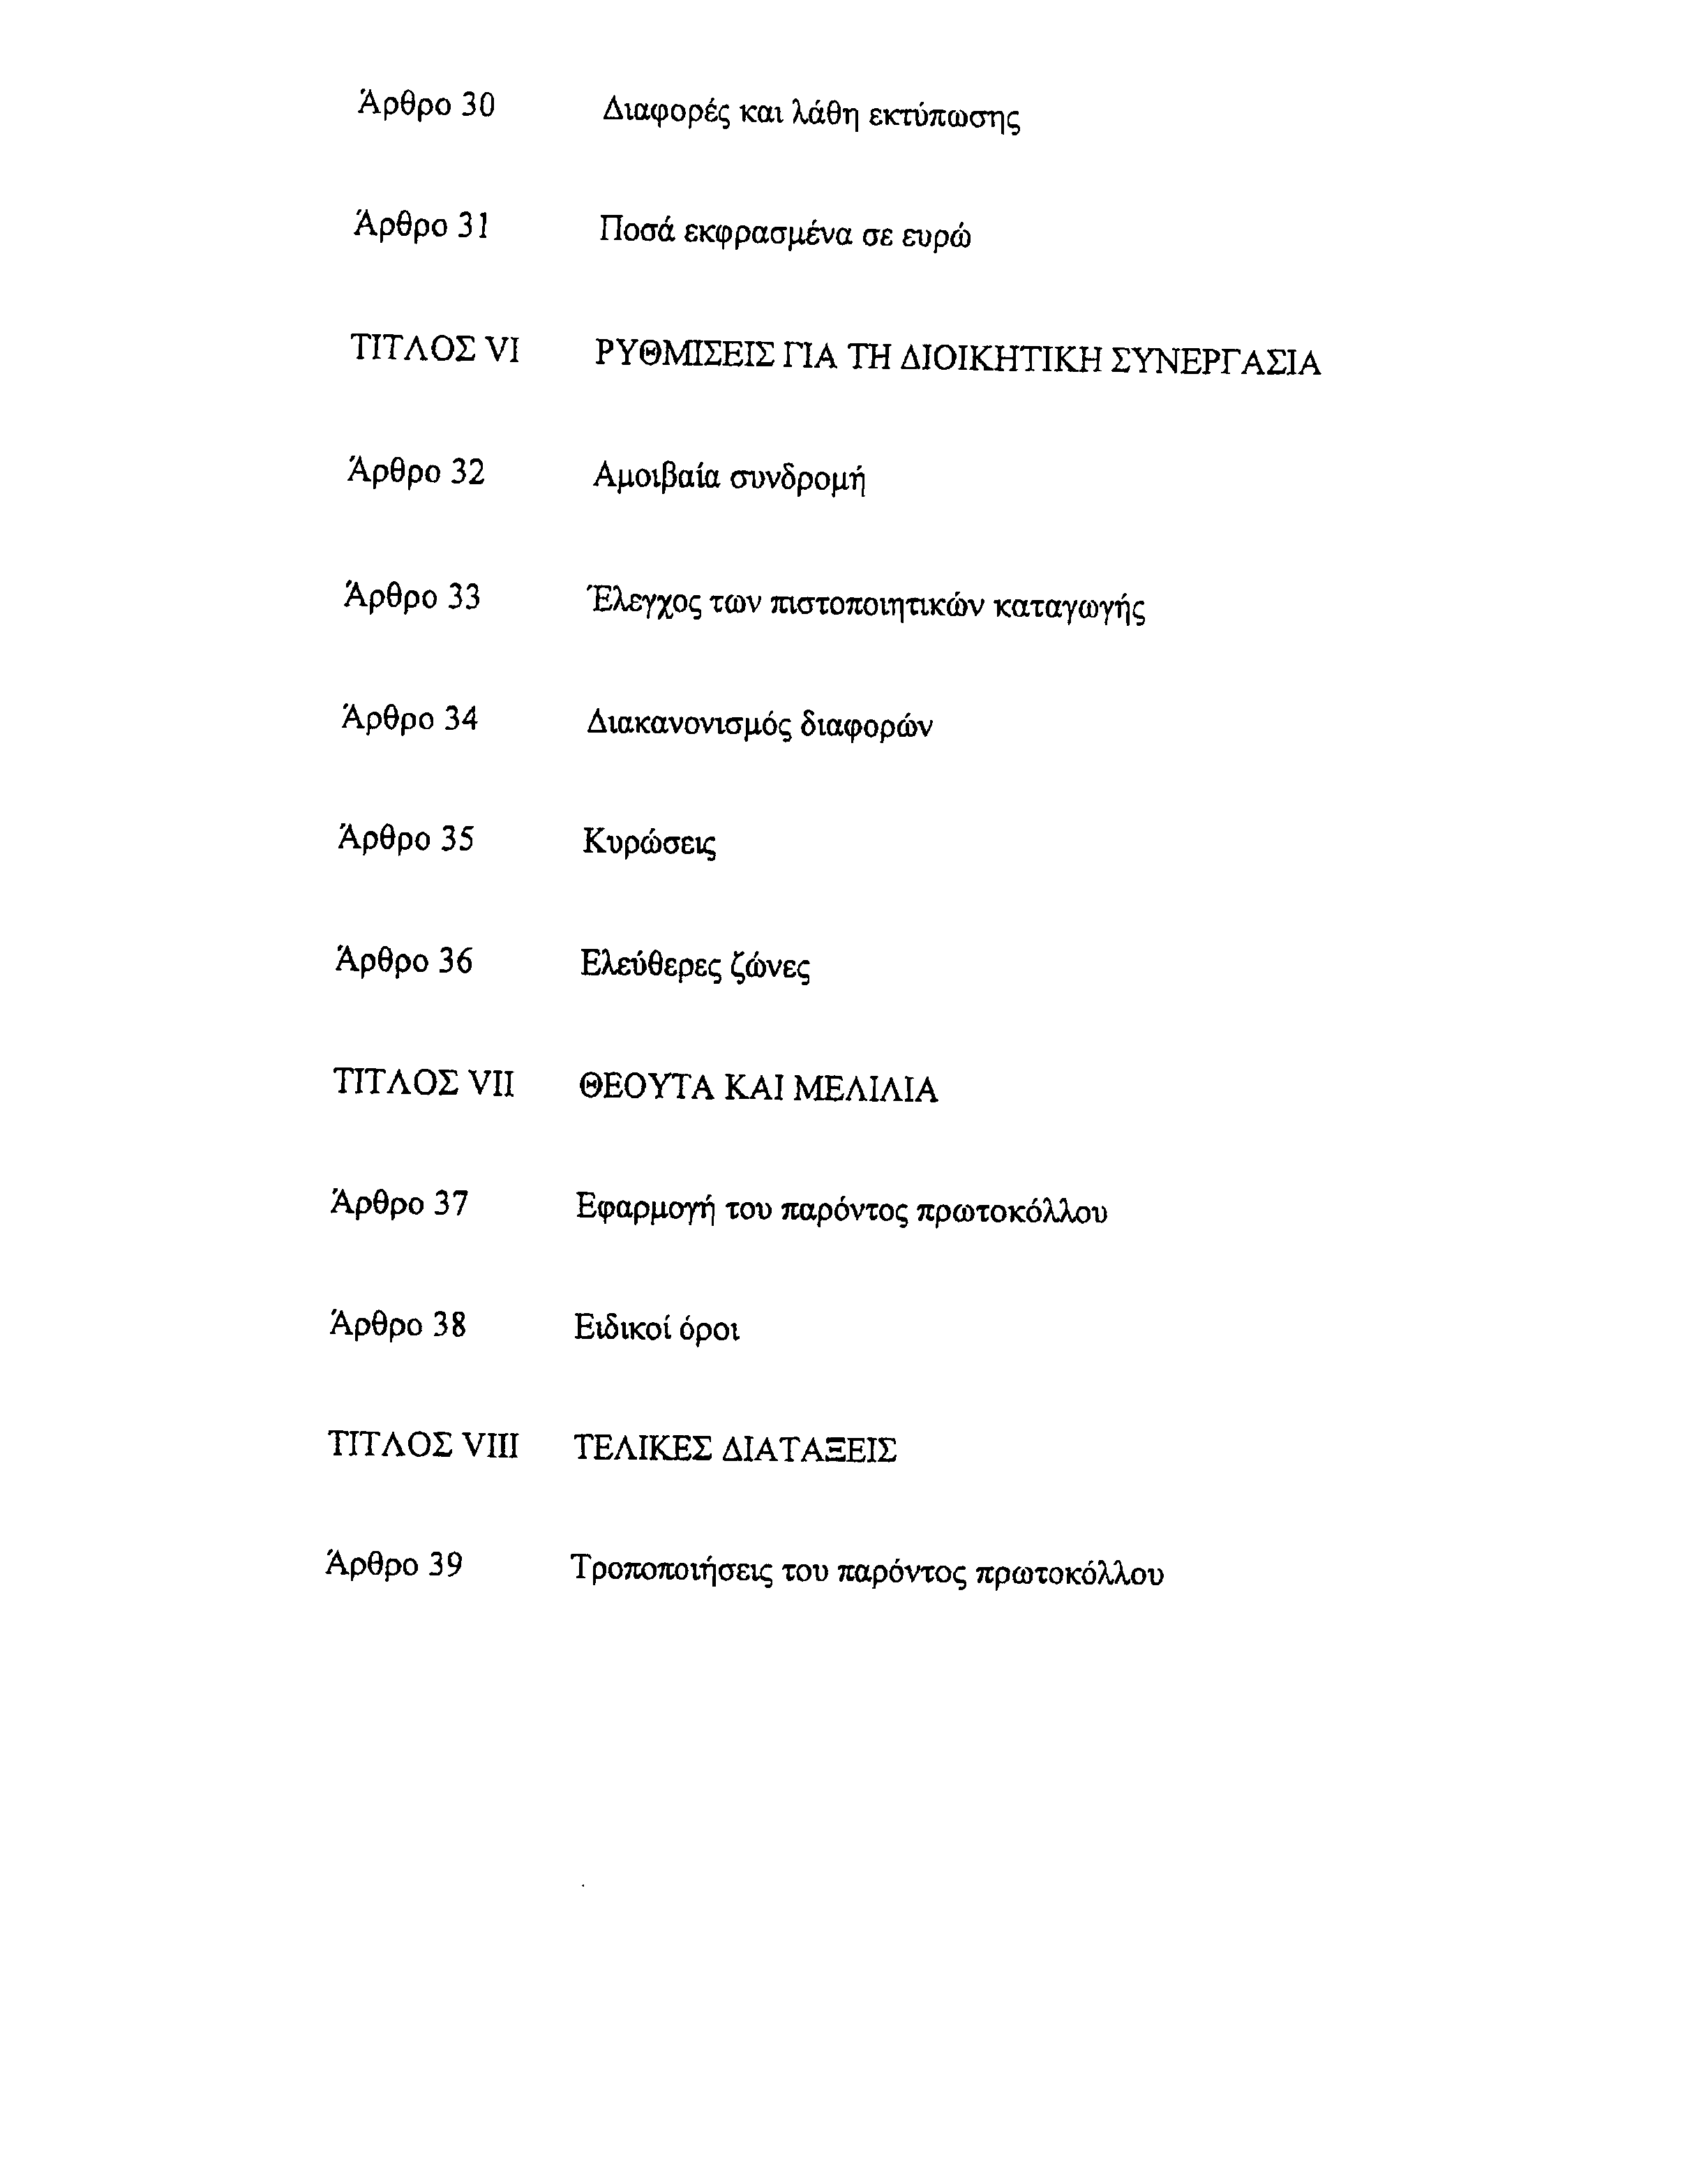 Άρθρο 30 Διαφορές και λάθη εκτύπωσης
Άρθρο 31 Ποσά εκφρασμένα σε ευρώ
ΤΙΤΛΟΣ VI ΡΥΘΜΙΣΕΙΣ ΓΙΑ ΤΗ ΔΙΟΙΚΗΤΙΚΗ ΣΥΝΕΡΓΑΣΙΑ
Άρθρο 32 Αμοιβαία συνδρομή
Άρθρο 33 Έλεγχος των πιστοποιητικών καταγωγής
Άρθρο 34 Διακανονισμός διαφορών
Άρθρο 35 Κυρώσεις
Άρθρο 36 Ελεύθερες ζώνες
ΤΙΤΛΟΣ VII ΘΕΟΥΤΑ ΚΑΙ ΜΕΛΙΛΙΑ
Άρθρο 37 Εφαρμογή του παρόντος πρωτοκόλλου
Άρθρο 38 Ειδικοί όροι
ΤΙΤΛΟΣ VIII ΤΕΛΙΚΕΣ ΔΙΑΤΑΞΕΙΣ
Άρθρο 39 Τροποποιήσεις του παρόντος πρωτοκόλλου